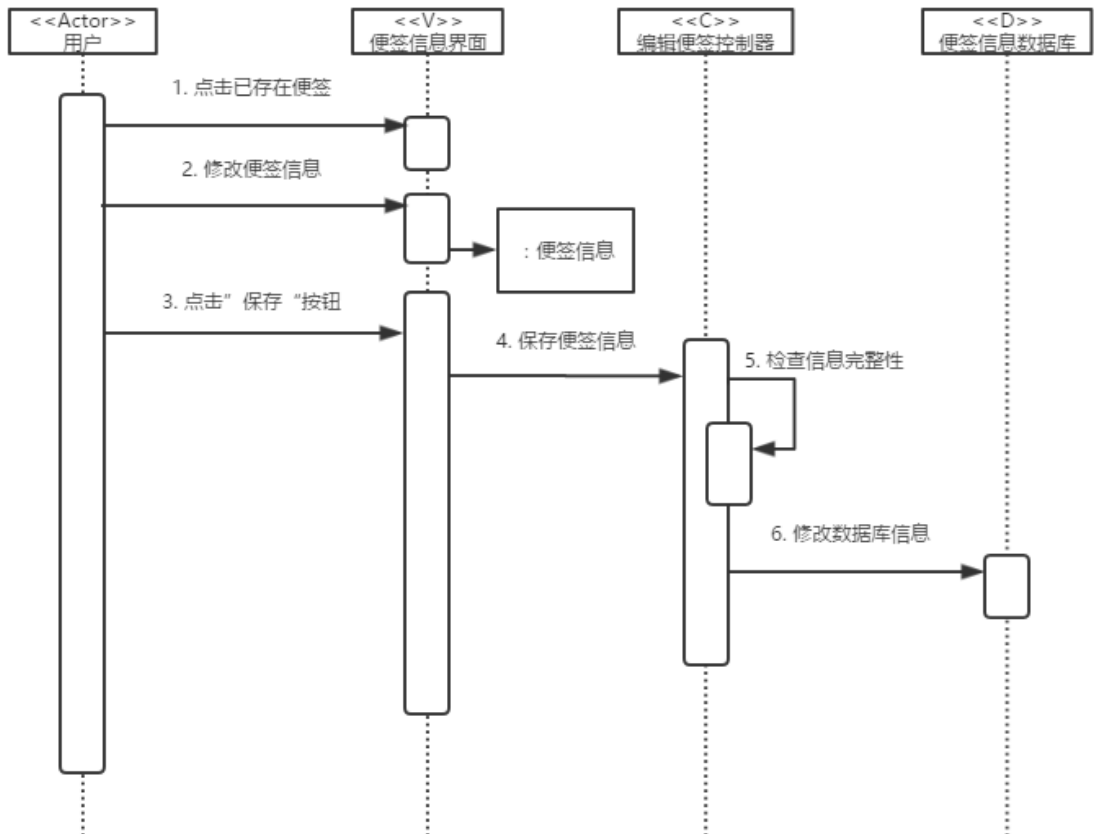 <<Actor>>
用户
<<V>>
便签信息界面
<<C>>
编辑便签控制器
<<D>>
便签信息数据库
1. 点击已存在便签
2. 修改便签信息
：便签信息
3. 点击”保存“按钮
4. 保存便签信息
5. 检查信息完整性
6. 修改数据库信息